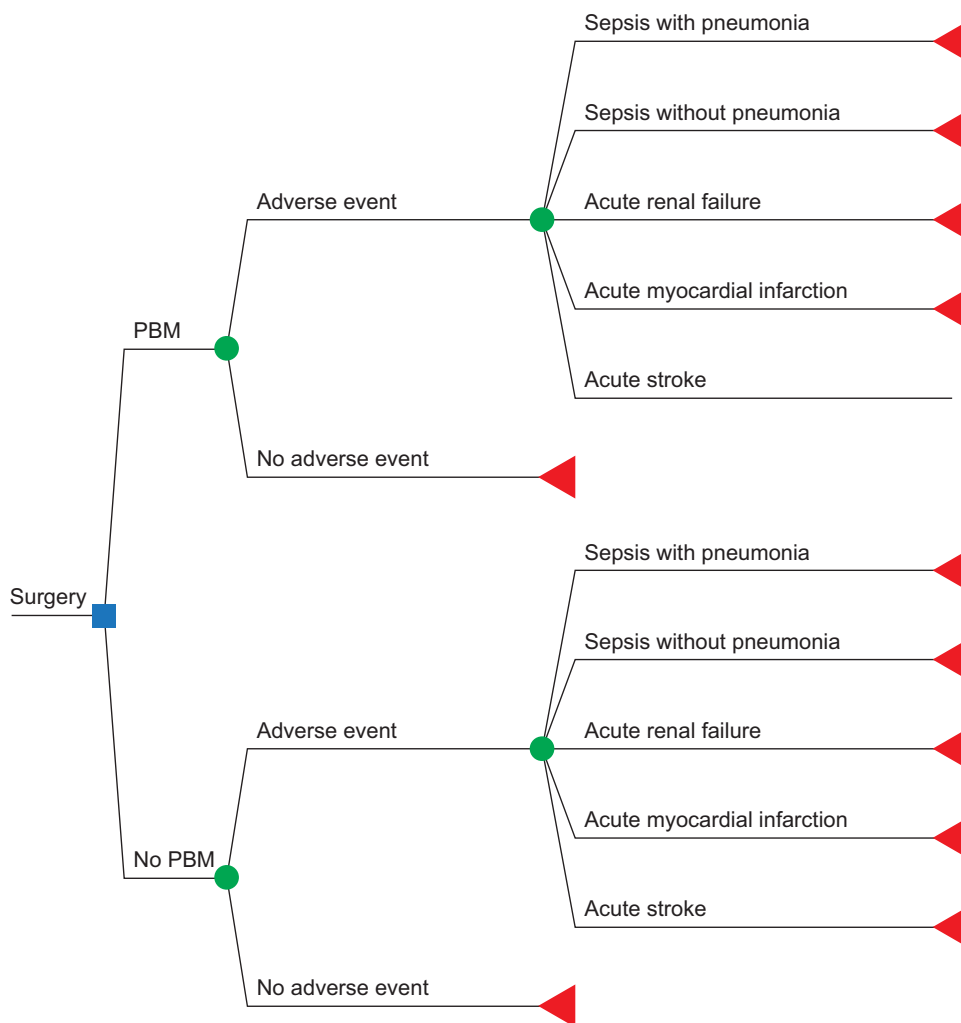 Sepsis with pneumonia
Sepsis without pneumonia
Adverse event
Acute renal failure
Acute myocardial infarction
PBM
Acute stroke
No adverse event
Sepsis with pneumonia
Surgery
Sepsis without pneumonia
Adverse event
Acute renal failure
Acute myocardial infarction
No PBM
Acute stroke
No adverse event